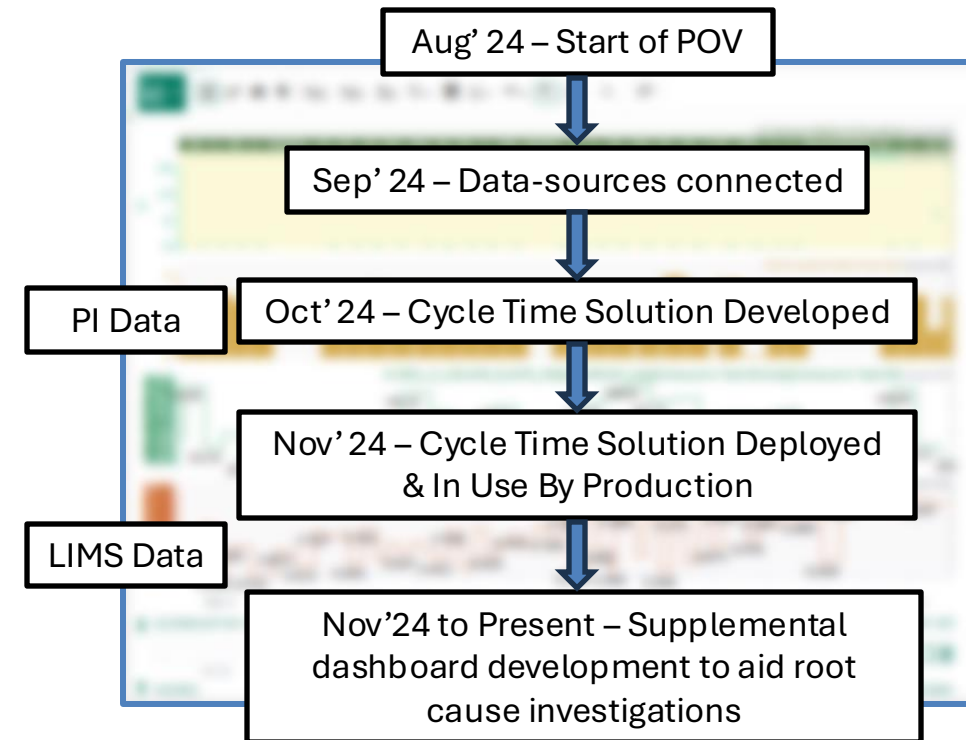 Aug’ 24 – Start of POV
Sep’ 24 – Data-sources connected
PI Data
Oct’ 24 – Cycle Time Solution Developed
Nov’ 24 – Cycle Time Solution Deployed
& In Use By Production
LIMS Data
Nov’24 to Present – Supplemental
dashboard development to aid root
cause investigations